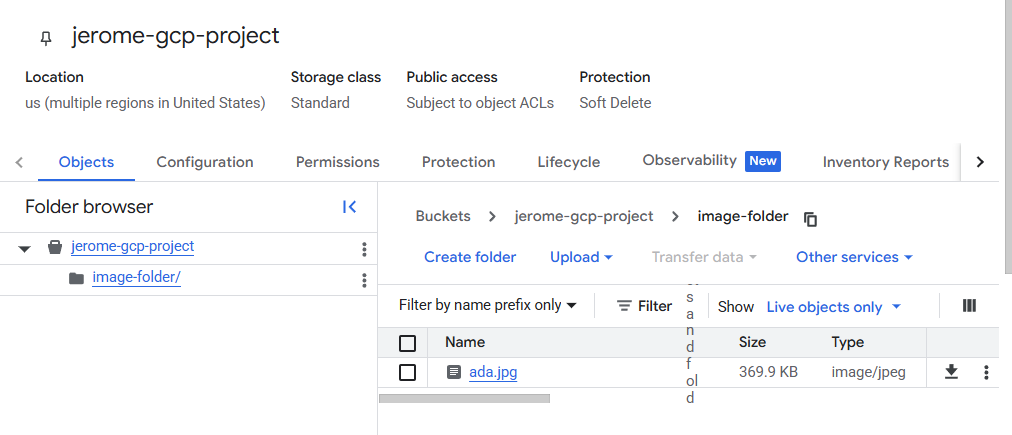 jerome-gcp-project
Location Storage class Public access Protection
us (multiple regions in United States) Standard Subject to object ACLs Soft Delete
Objects Configuration Permissions Protection Lifecycle Observability New Inventory Reports
Folder browser
jerome-gcp-project
image-folder/
Buckets jerome-gcp-project image-folder
Create folder Upload Transfer data Other services
Filter by name prefix only Filter Show Live objects only
s
a
n
d
f
ol
d
Name Size Type
ada.jpg 369.9 KB image/jpeg